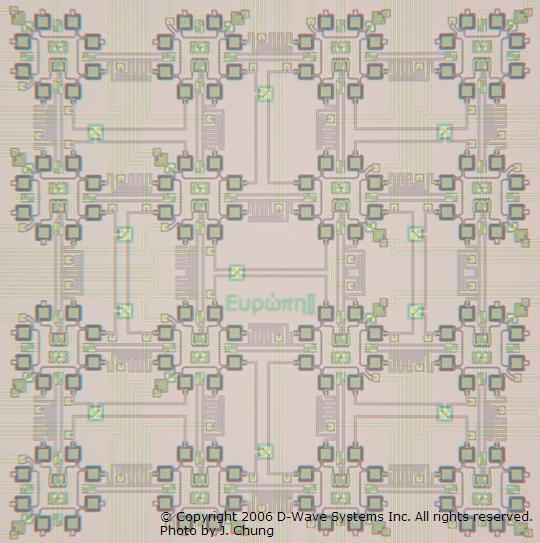 Ευρώπη
© Copyright 2006 D-Wave Systems Inc. All rights reserved.
Photo by J. Chung